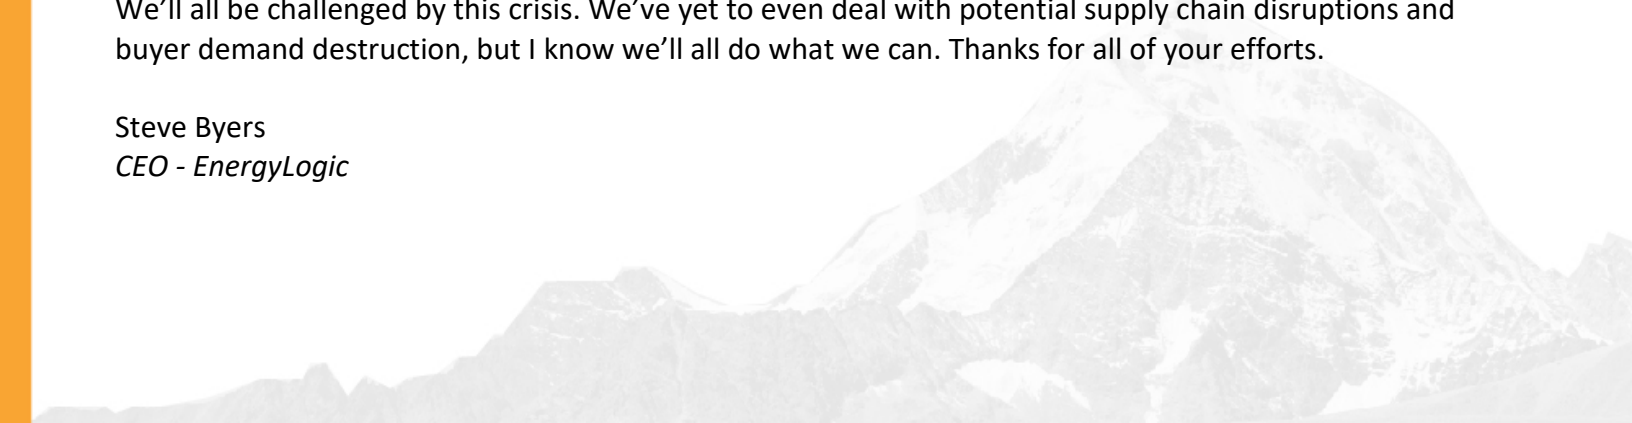 We’ll all be challenged by this crisis. We’ve yet to even deal with potential supply chain disruptions and
buyer demand destruction, but I know we’ll all do what we can. Thanks for all of your efforts.
Steve Byers
CEO - EnergyLogic